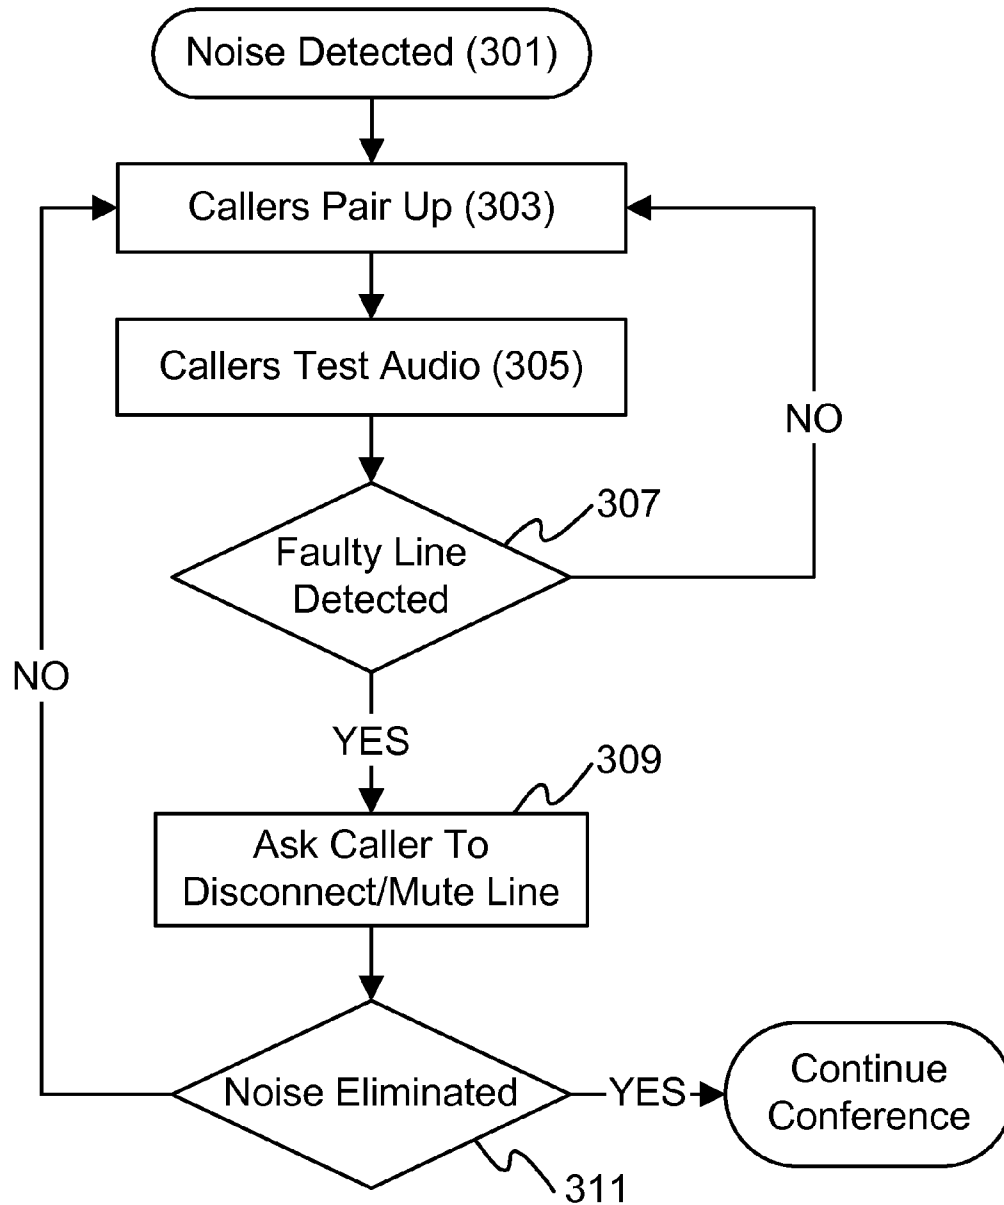 Noise Detected (301)
Callers Pair Up (303)
Callers Test Audio (305)
NO
307
Faulty Line
Detected
NO
YES
309
Ask Caller To
Disconnect/Mute Line
Noise Eliminated
YES
Continue
Conference
311